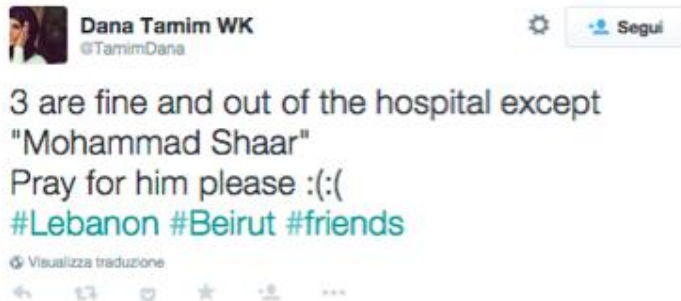 Dana Tamim WK
@TamimDana
Segui
3 are fine and out of the hospital except
"Mohammad Shaar"
Pray for him please :(:(
#Lebanon #Beirut #friends
Visualizza traduzione